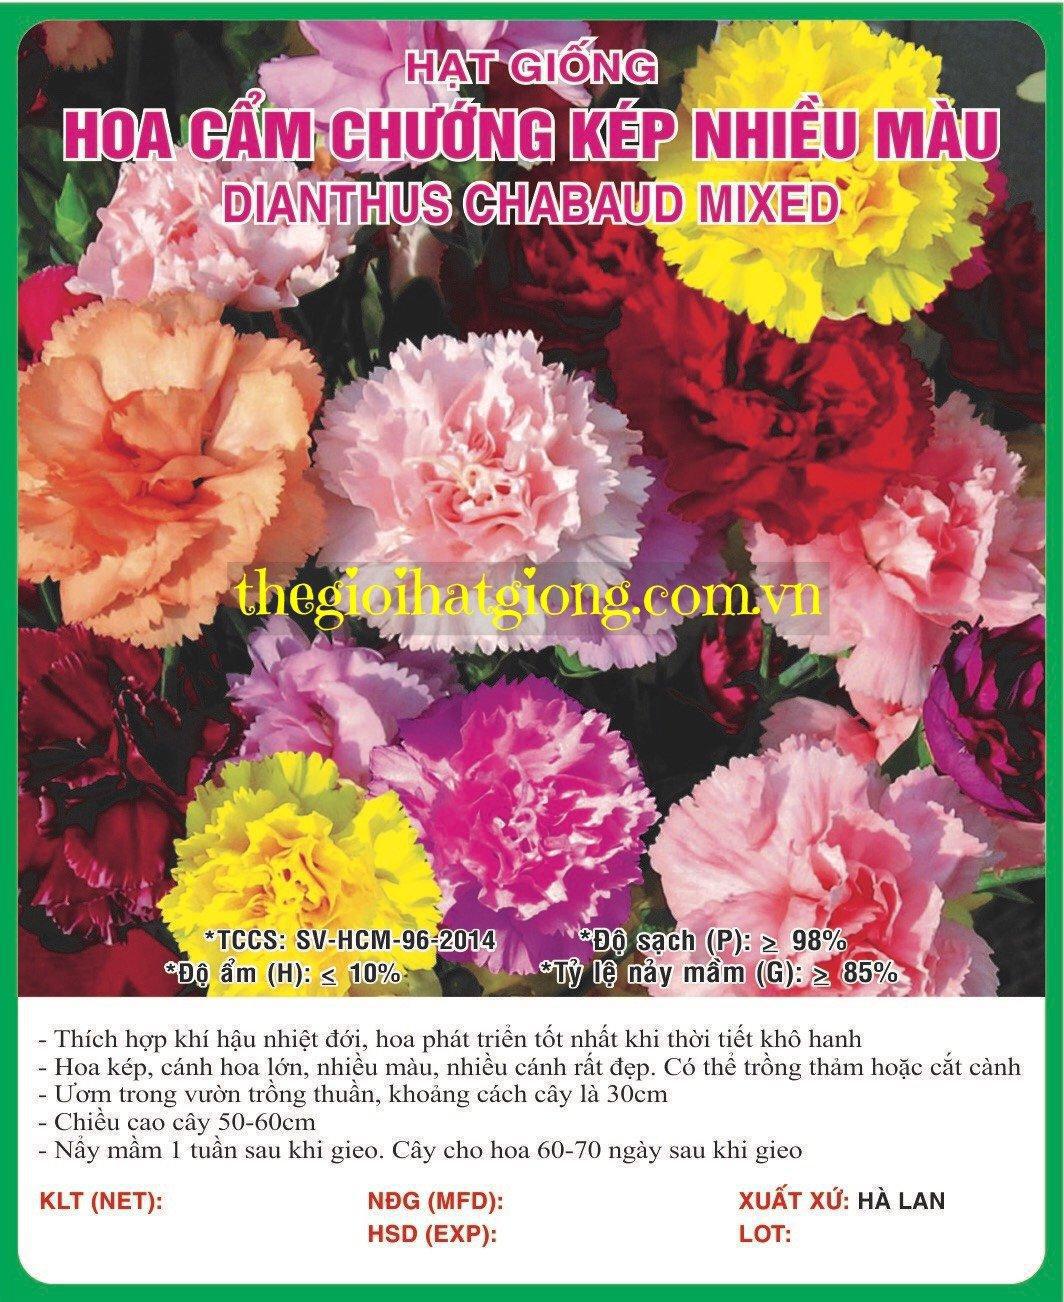 HẠT GIỐNG
HOA CẨM CHƯỚNG KÉP NHIỀU MÀU
DIANTHUS CHABAUD MIXED
thegioihatgiong.com.vn
*TCCS: SV-HCM-96-2014 *Độ sạch (P): ≥ 98%
*Độ ẩm (H): ≤ 10% *Tỷ lệ nảy mầm (G): ≥ 85%
- Thích hợp khí hậu nhiệt đới, hoa phát triển tốt nhất khi thời tiết khô hanh
- Hoa kép, cánh hoa lớn, nhiều màu, nhiều cánh rất đẹp. Có thể trồng thảm hoặc cắt cành
- Ươm trong vườn trồng thuần, khoảng cách cây là 30cm
- Chiều cao cây 50-60cm
- Nẩy mầm 1 tuần sau khi gieo. Cây cho hoa 60-70 ngày sau khi gieo
KLT (NET): NĐG (MFD): XUẤT XỨ: HÀ LAN
HSD (EXP): LOT: